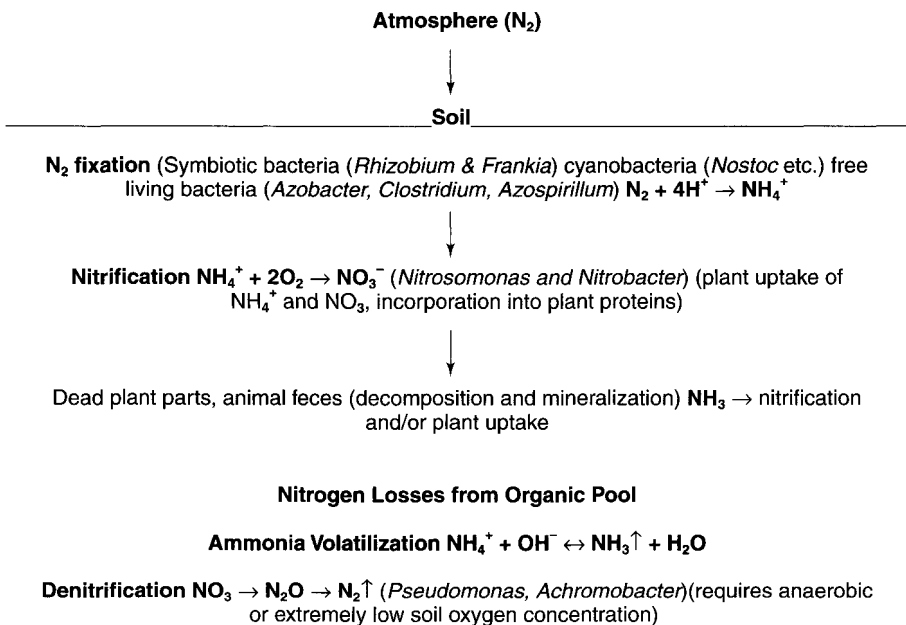 Atmosphere (N₂)
Soil
N₂ fixation (Symbiotic bacteria (Rhizobium & Frankia) cyanobacteria (Nostoc etc.) free
living bacteria (Azobacter, Clostridium, Azospirillum) N₂ + 4H⁺ → NH₄⁺
Nitrification NH₄⁺ + 2O₂ → NO₃⁻ (Nitrosomonas and Nitrobacter) (plant uptake of
NH₄⁺ and NO₃, incorporation into plant proteins)
Dead plant parts, animal feces (decomposition and mineralization) NH₃ → nitrification
and/or plant uptake
Nitrogen Losses from Organic Pool
Ammonia Volatilization NH₄⁺ + OH⁻ ↔ NH₃↑ + H₂O
Denitrification NO₃ → N₂O → N₂↑ (Pseudomonas, Achromobacter)(requires anaerobic
or extremely low soil oxygen concentration)